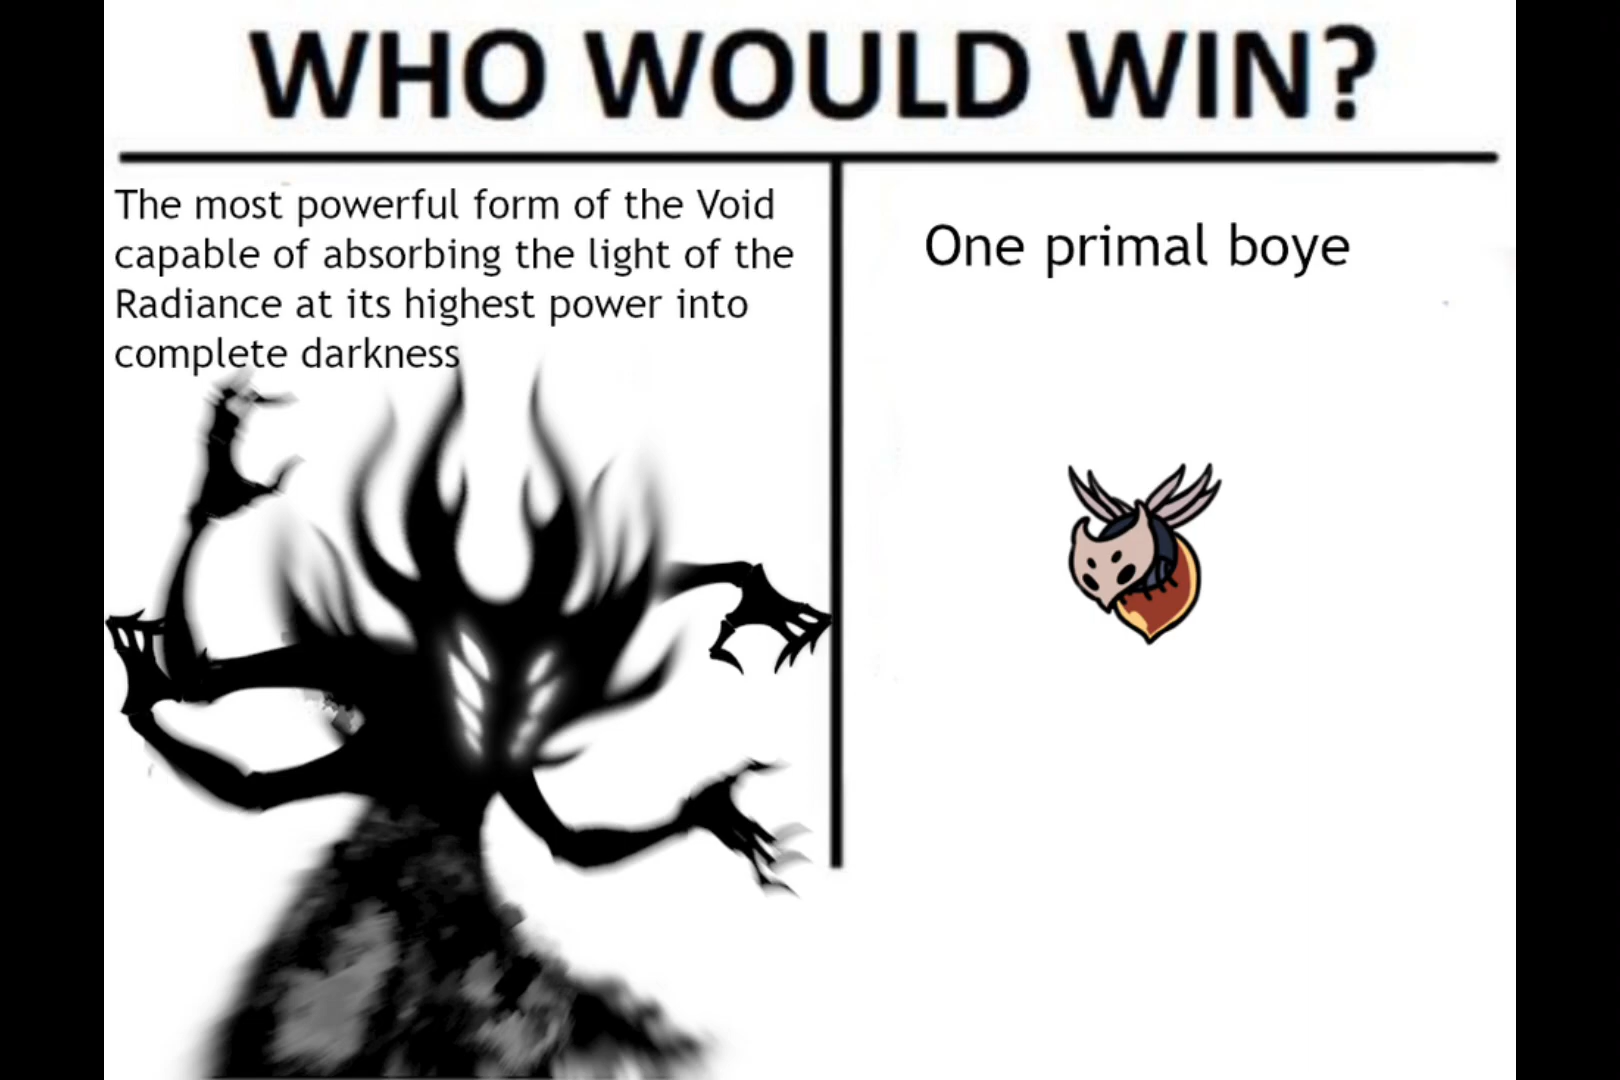 WHO WOULD WIN?
The most powerful form of the Void
capable of absorbing the light of the
Radiance at its highest power into
complete darkness
One primal boye